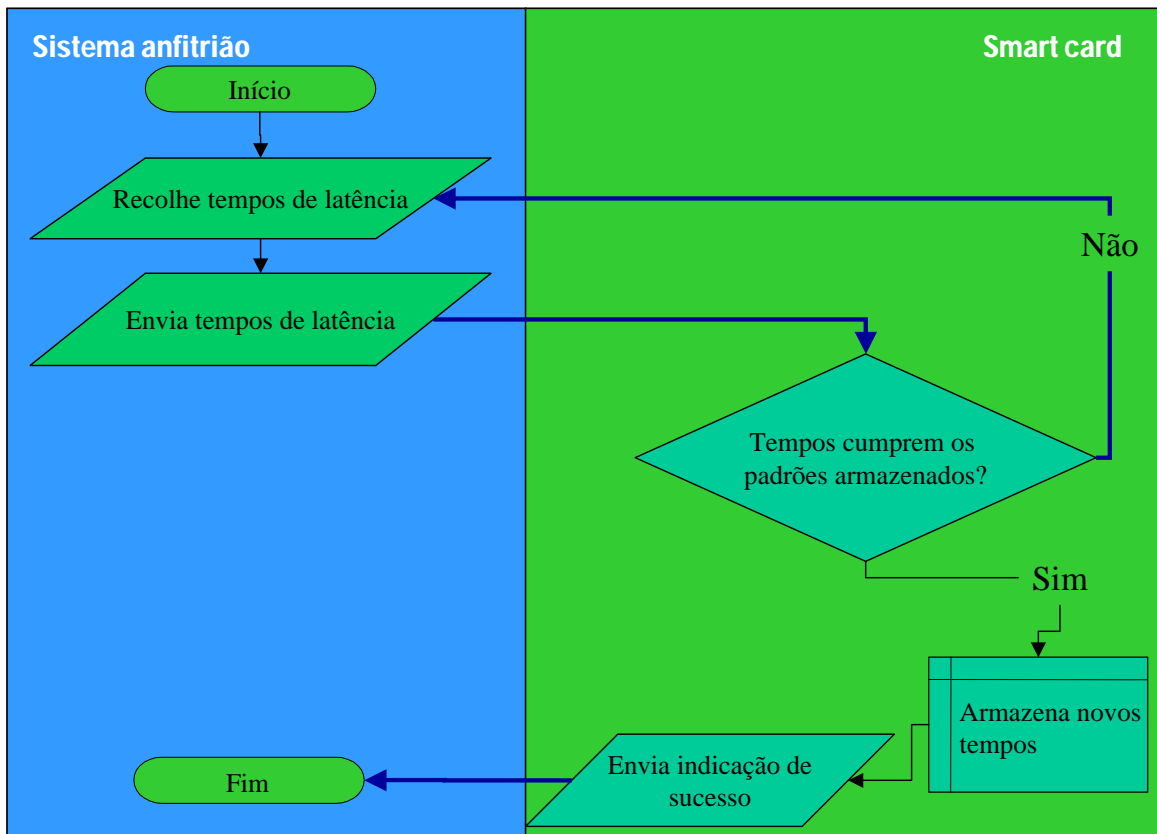 Sistema anfitrião
Smart card
Início
Recolhe tempos de latência
Não
Envia tempos de latência
Tempos cumprem os
padrões armazenados?
Sim
Armazena novos
tempos
Envia indicação de
sucesso
Fim